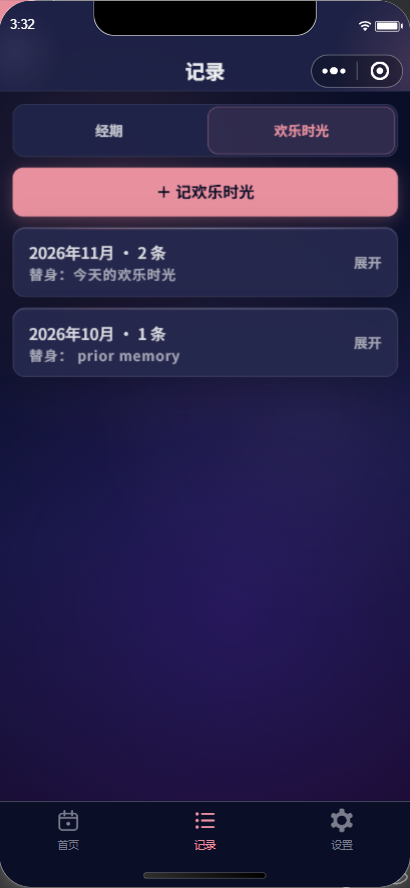 3:32
记录
经期
欢乐时光
＋ 记欢乐时光
2026年11月 · 2 条
替身：今天的欢乐时光
展开
2026年10月 · 1 条
替身： prior memory
展开
首页
记录
设置